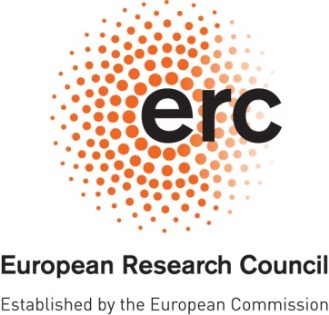 erc
European Research Council
Established by the European Commission